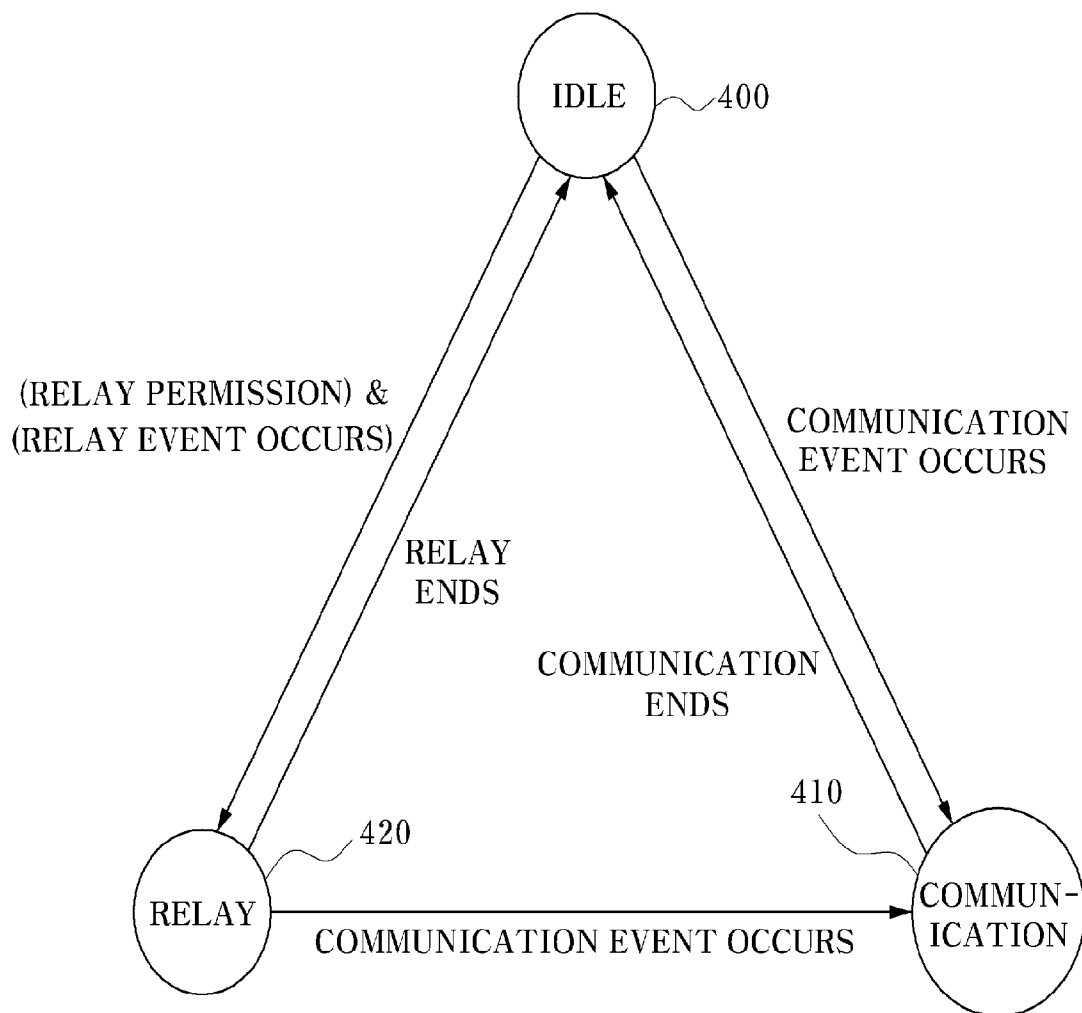 IDLE
400
(RELAY PERMISSION) &
(RELAY EVENT OCCURS)
COMMUNICATION
EVENT OCCURS
RELAY
ENDS
COMMUNICATION
ENDS
410
420
RELAY
COMMUN-
ICATION
COMMUNICATION EVENT OCCURS